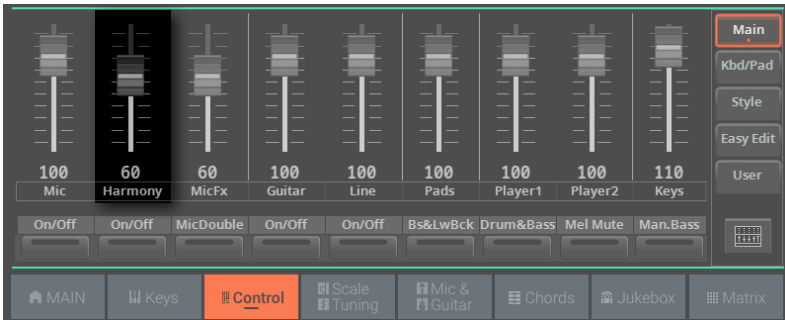 Main
Kbd/Pad
Style
Easy Edit
User
100 60 60 100 100 100 100 100 110
Mic Harmony MicFx Guitar Line Pads Player1 Player2 Keys
On/Off On/Off MicDouble On/Off On/Off Bs&LwBck Drum&Bass Mel Mute Man.Bass
MAIN Keys Control Scale Tuning Mic & Guitar Chords Jukebox Matrix